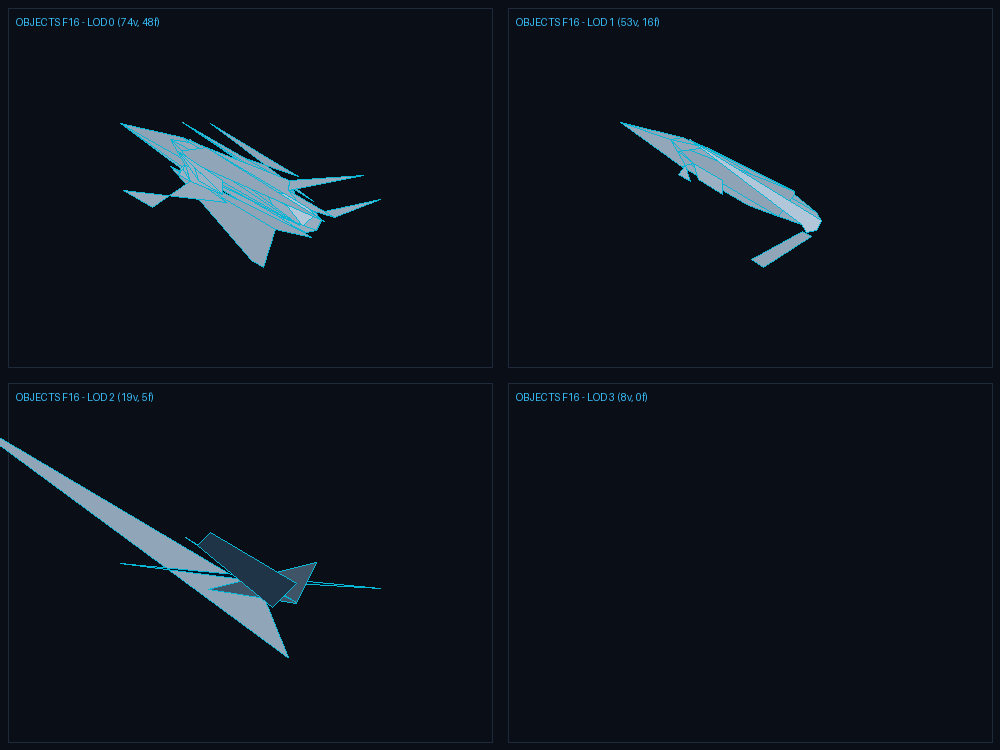 OBJECTS F16 - LOD 0 (74v, 48f)
OBJECTS F16 - LOD 1 (53v, 16f)
OBJECTS F16 - LOD 2 (19v, 5f)
OBJECTS F16 - LOD 3 (8v, 0f)